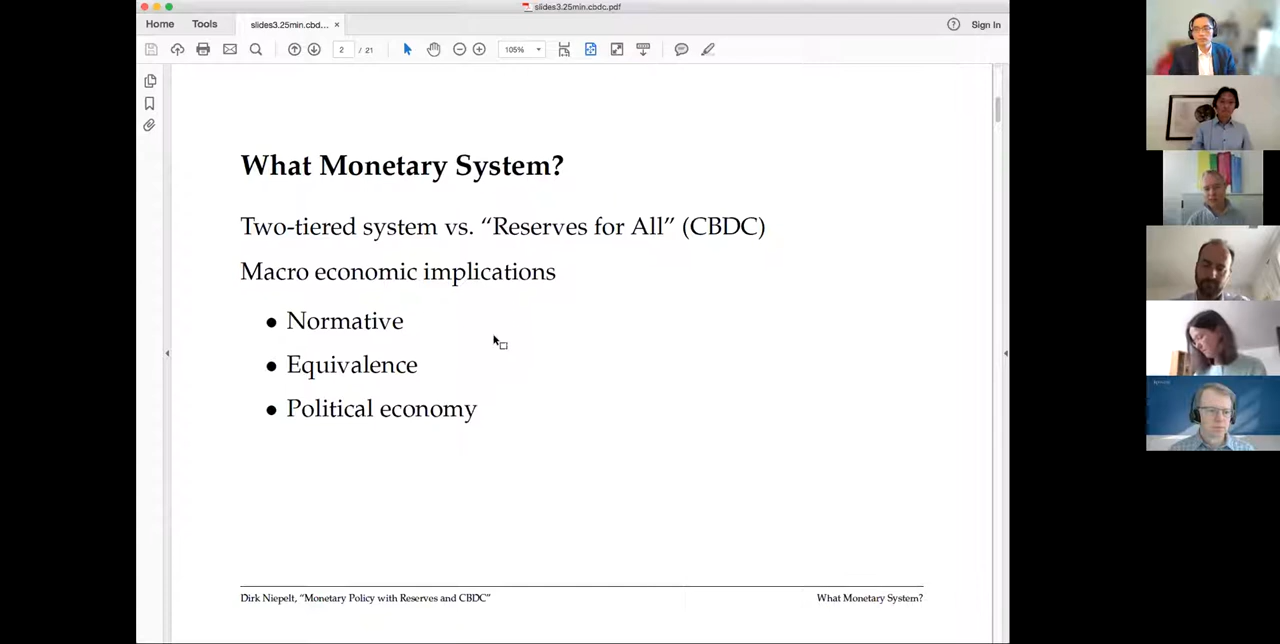 slides3.25min.cbdc.pdf
Home Tools slides3.25min.cbd... × Sign In
2 / 21 105%
What Monetary System?
Two-tiered system vs. “Reserves for All” (CBDC)
Macro economic implications
• Normative
• Equivalence
• Political economy
Dirk Niepelt, “Monetary Policy with Reserves and CBDC” What Monetary System?